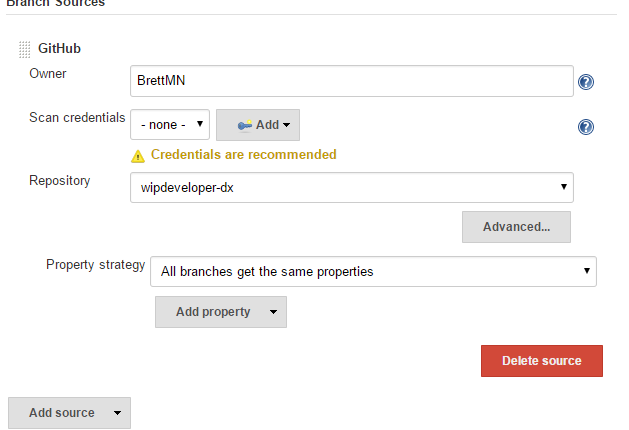 Branch Sources
GitHub
Owner
BrettMN
Scan credentials
- none -
Add
Credentials are recommended
Repository
wipdeveloper-dx
Advanced...
Property strategy
All branches get the same properties
Add property
Delete source
Add source